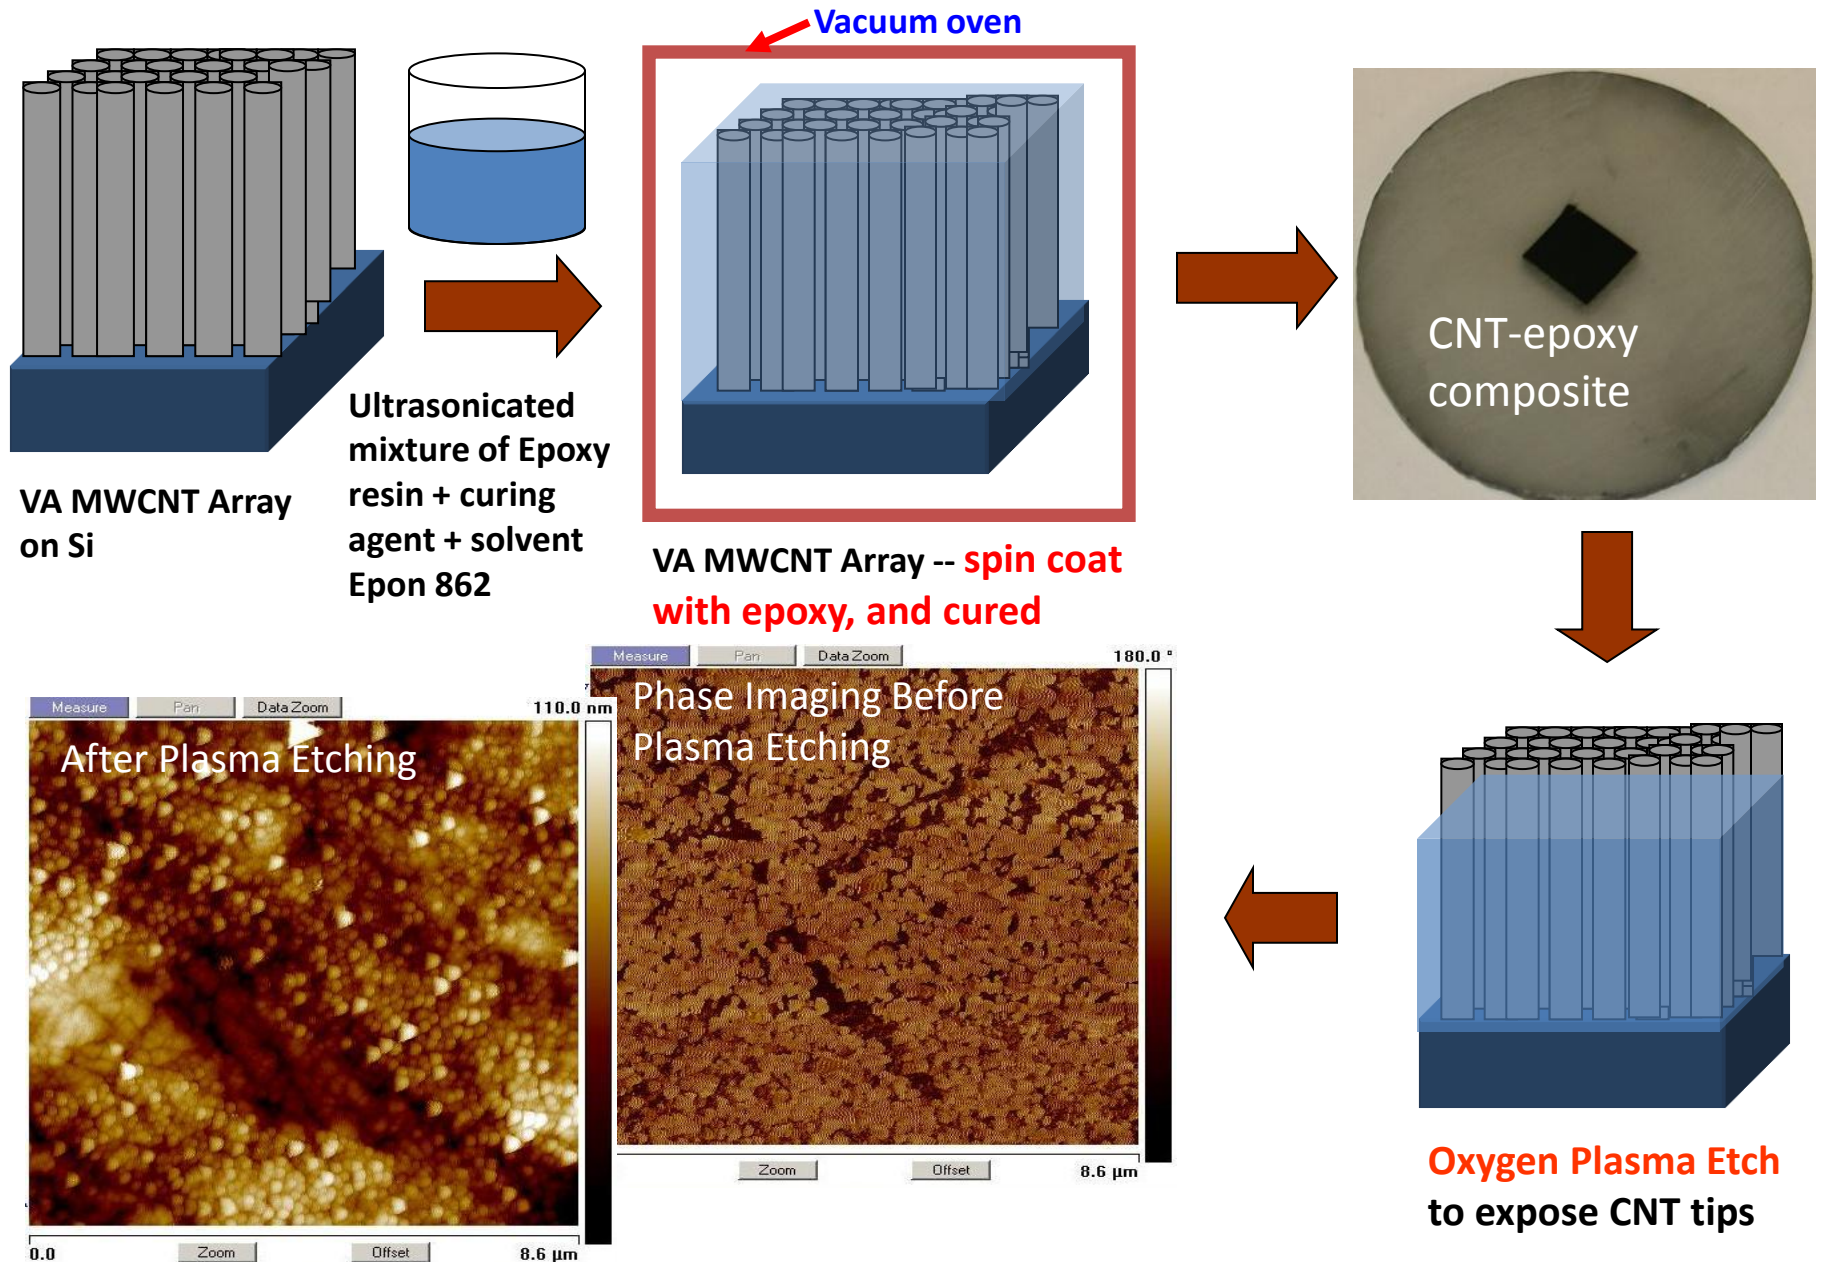 Vacuum oven
VA MWCNT Array
on Si
Ultrasonicated
mixture of Epoxy
resin + curing
agent + solvent
Epon 862
VA MWCNT Array -- spin coat
with epoxy, and cured
CNT-epoxy
composite
Oxygen Plasma Etch
to expose CNT tips
Measure
Pan
Data Zoom
180.0 °
Phase Imaging Before
Plasma Etching
Zoom
Offset
8.6 µm
Measure
Pan
Data Zoom
110.0 nm
After Plasma Etching
0.0
Zoom
Offset
8.6 µm